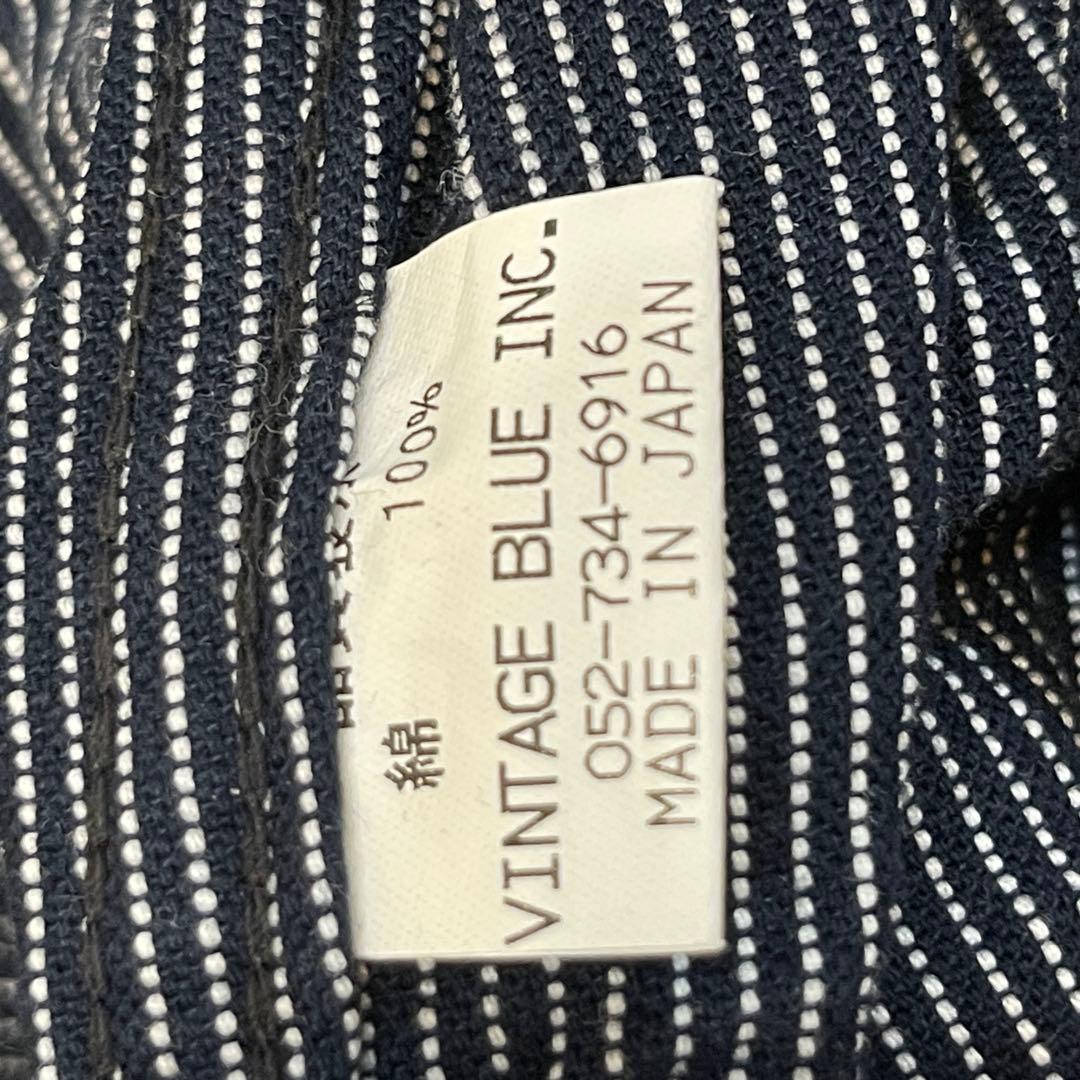 綿 100%
VINTAGE BLUE INC.
052-734-6916
MADE IN JAPAN